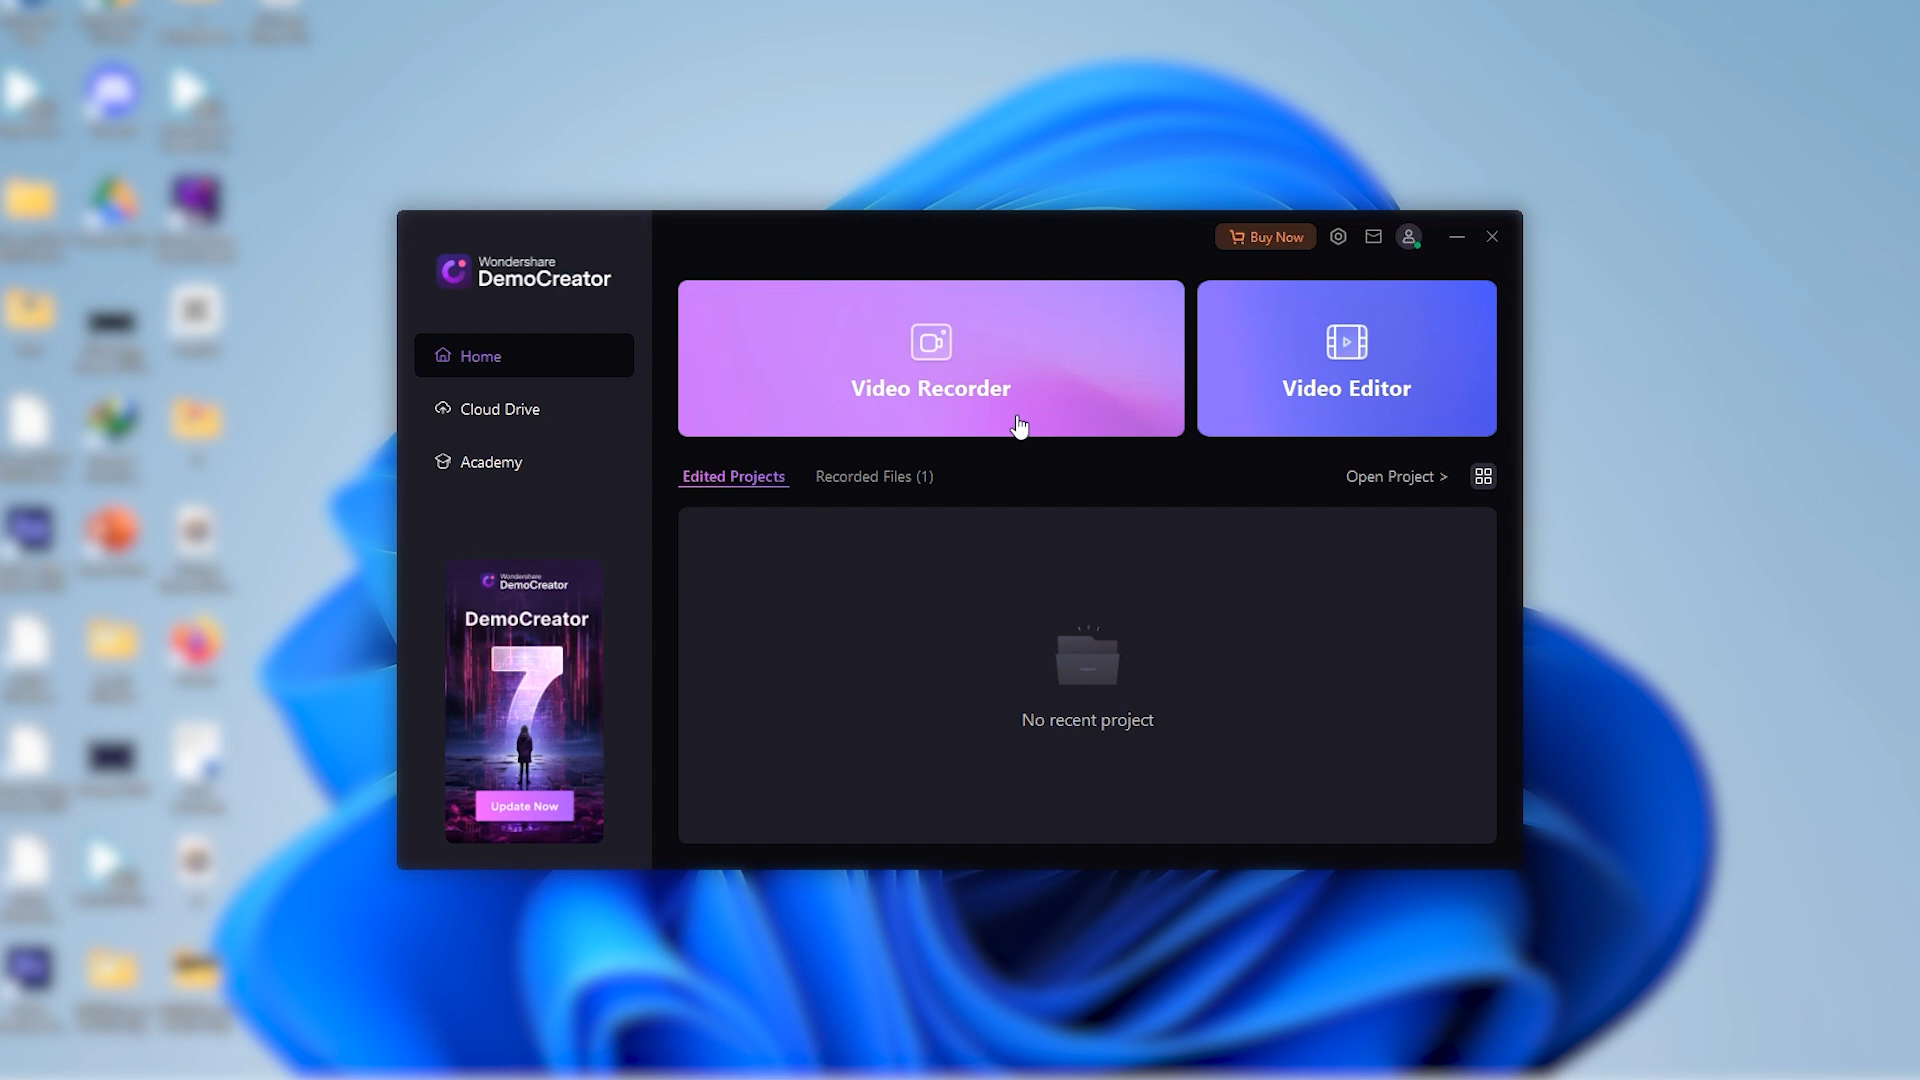 Buy Now
Wondershare
DemoCreator
Home
Cloud Drive
Academy
Video Recorder
Video Editor
Edited Projects
Recorded Files (1)
Open Project >
No recent project
Wondershare
DemoCreator
DemoCreator
7
Update Now